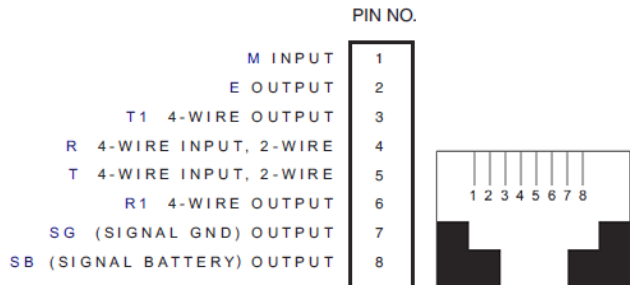 PIN NO.
M INPUT 1
E OUTPUT 2
T1 4-WIRE OUTPUT 3
R 4-WIRE INPUT, 2-WIRE 4
T 4-WIRE INPUT, 2-WIRE 5
R1 4-WIRE OUTPUT 6
SG (SIGNAL GND) OUTPUT 7
SB (SIGNAL BATTERY) OUTPUT 8
1 2 3 4 5 6 7 8